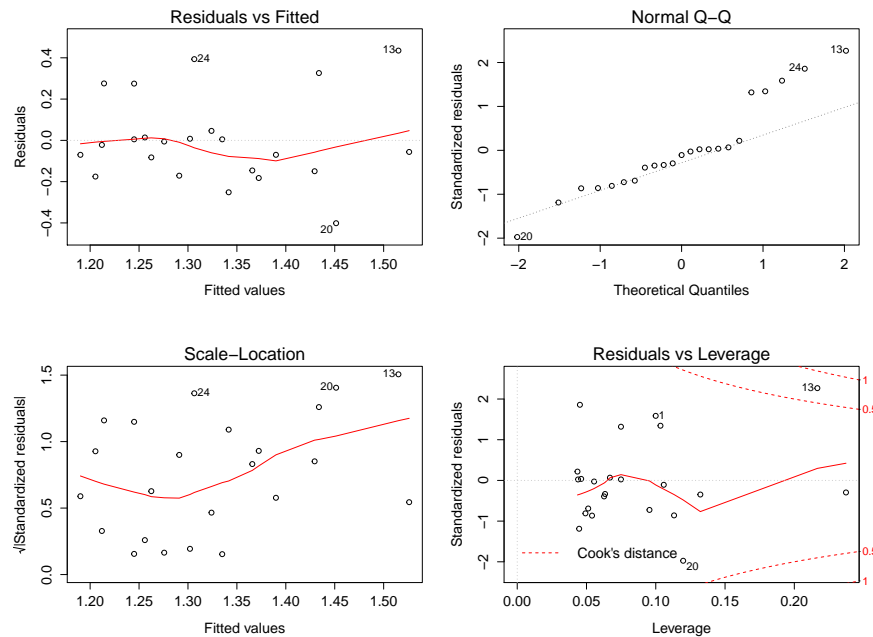 Residuals vs Fitted
Residuals
0.4
0.2
0.0
−0.2
−0.4
13
24
20
1.20 1.25 1.30 1.35 1.40 1.45 1.50
Fitted values
Normal Q−Q
Standardized residuals
2
1
0
−1
−2
13
24
20
−2 −1 0 1 2
Theoretical Quantiles
Scale−Location
√|Standardized residuals|
1.5
1.0
0.5
0.0
13
20
24
1.20 1.25 1.30 1.35 1.40 1.45 1.50
Fitted values
Residuals vs Leverage
Standardized residuals
2
1
0
−1
−2
13
1
20
1
0.5
0.5
1
Cook's distance
0.00 0.05 0.10 0.15 0.20
Leverage